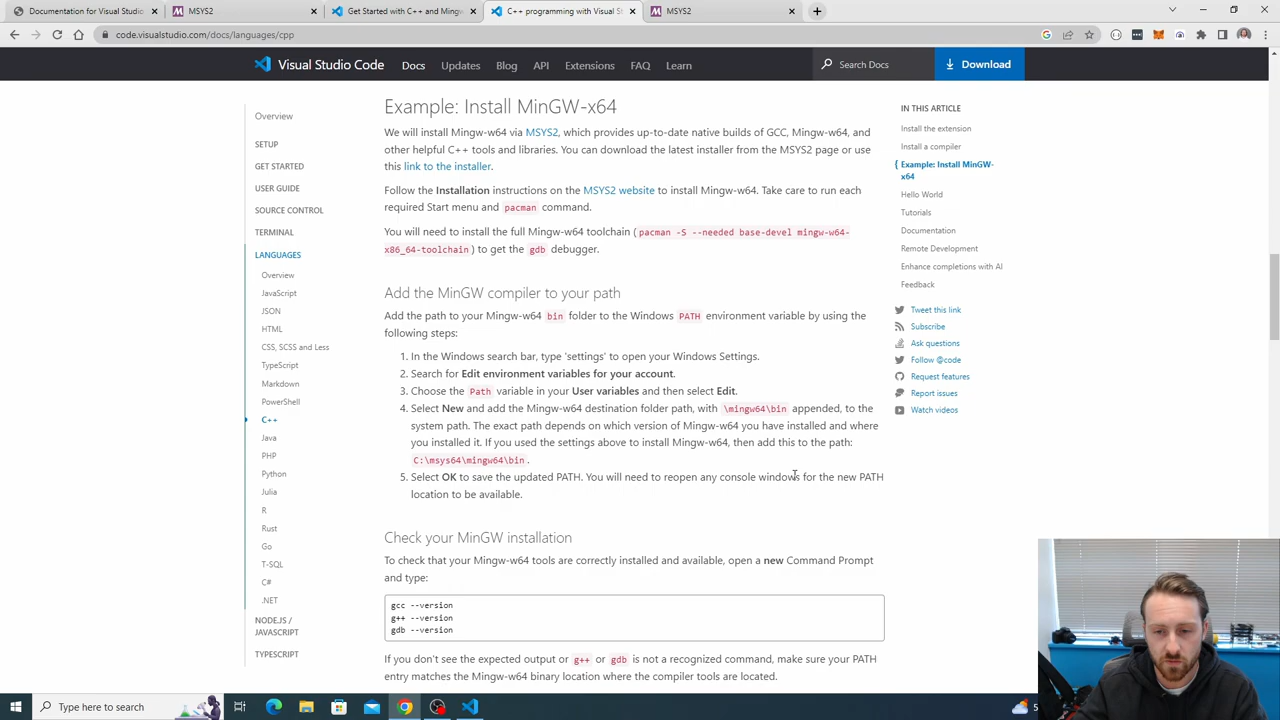 Documentation for Visual Studio
MSYS2
Get Started with C++ and Mingw
C++ programming with Visual St
MSYS2
code.visualstudio.com/docs/languages/cpp
Visual Studio Code
Docs
Updates
Blog
API
Extensions
FAQ
Learn
Search Docs
Download
Overview
SETUP
GET STARTED
USER GUIDE
SOURCE CONTROL
TERMINAL
LANGUAGES
Overview
JavaScript
JSON
HTML
CSS, SCSS and Less
TypeScript
Markdown
PowerShell
C++
Java
PHP
Python
Julia
R
Rust
Go
T-SQL
C#
.NET
NODE.JS /
JAVASCRIPT
TYPESCRIPT
Example: Install MinGW-x64
We will install Mingw-w64 via MSYS2, which provides up-to-date native builds of GCC, Mingw-w64, and
other helpful C++ tools and libraries. You can download the latest installer from the MSYS2 page or use
this link to the installer.
Follow the Installation instructions on the MSYS2 website to install Mingw-w64. Take care to run each
required Start menu and pacman command.
You will need to install the full Mingw-w64 toolchain ( pacman -S --needed base-devel mingw-w64-
x86_64-toolchain ) to get the gdb debugger.
Add the MinGW compiler to your path
Add the path to your Mingw-w64 bin folder to the Windows PATH environment variable by using the
following steps:
1. In the Windows search bar, type 'settings' to open your Windows Settings.
2. Search for Edit environment variables for your account.
3. Choose the Path variable in your User variables and then select Edit.
4. Select New and add the Mingw-w64 destination folder path, with \mingw64\bin appended, to the
system path. The exact path depends on which version of Mingw-w64 you have installed and where
you installed it. If you used the settings above to install Mingw-w64, then add this to the path:
C:\msys64\mingw64\bin .
5. Select OK to save the updated PATH. You will need to reopen any console windows for the new PATH
location to be available.
Check your MinGW installation
To check that your Mingw-w64 tools are correctly installed and available, open a new Command Prompt
and type:
gcc --version
g++ --version
gdb --version
If you don't see the expected output or g++ or gdb is not a recognized command, make sure your PATH
entry matches the Mingw-w64 binary location where the compiler tools are located.
IN THIS ARTICLE
Install the extension
Install a compiler
Example: Install MinGW-
x64
Hello World
Tutorials
Documentation
Remote Development
Enhance completions with AI
Feedback
Tweet this link
Subscribe
Ask questions
Follow @code
Request features
Report issues
Watch videos
Type here to search